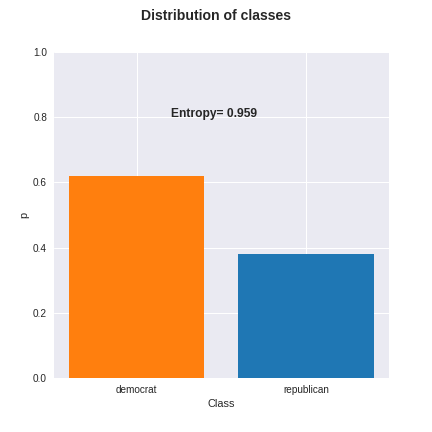 Distribution of classes
1.0
0.8
0.6
0.4
0.2
0.0
p
Entropy= 0.959
democrat
republican
Class